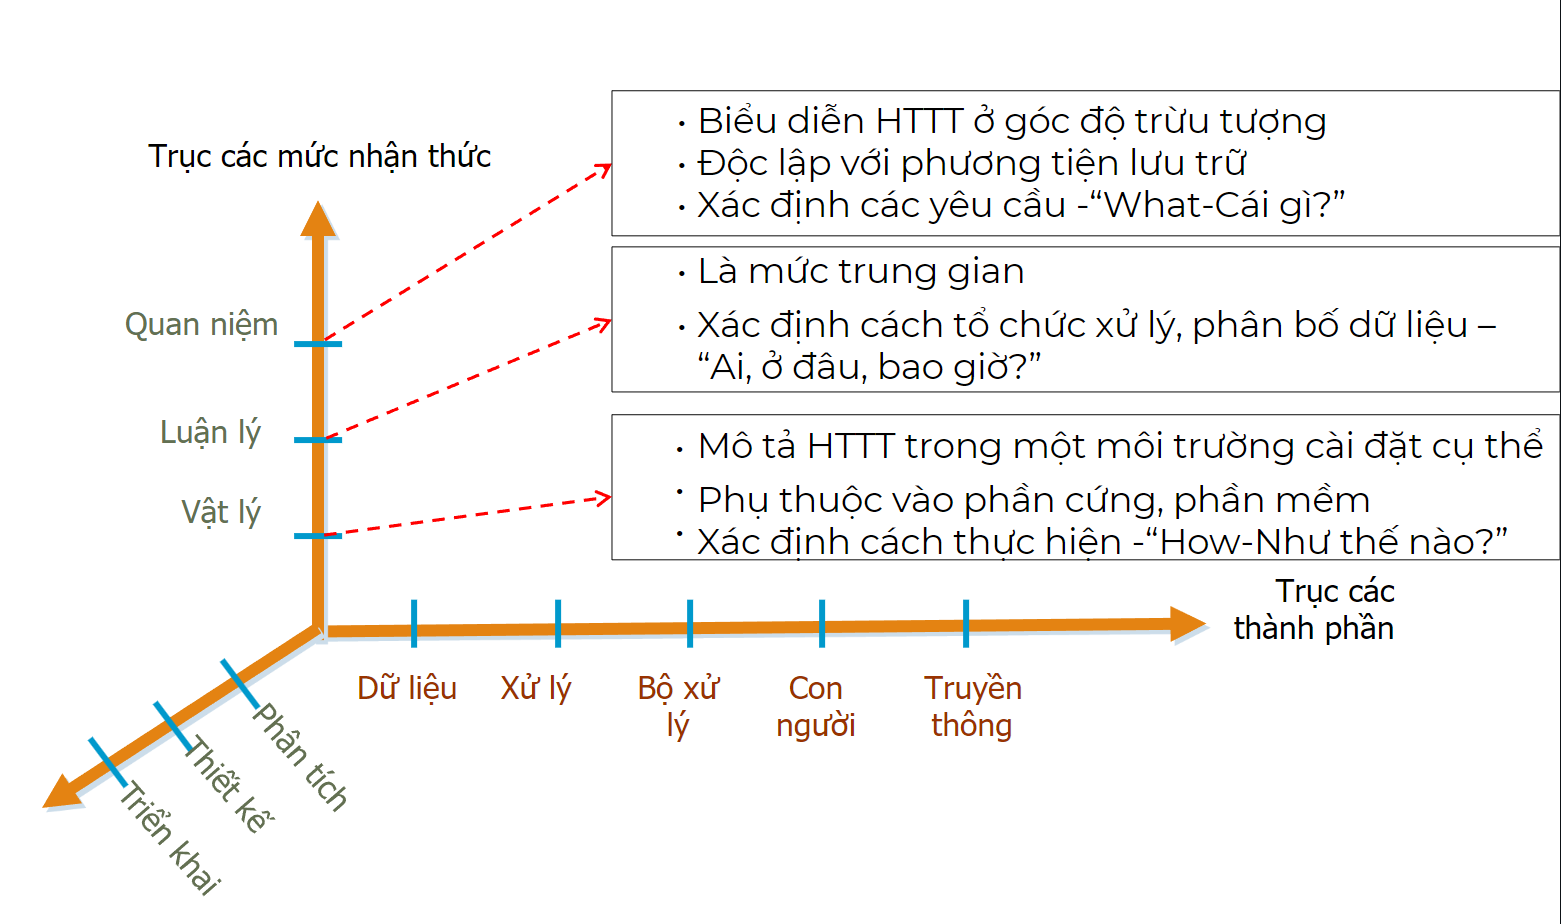 Trục các mức nhận thức
• Biểu diễn HTTT ở góc độ trừu tượng
• Độc lập với phương tiện lưu trữ
• Xác định các yêu cầu -“What-Cái gì?”
• Là mức trung gian
• Xác định cách tổ chức xử lý, phân bố dữ liệu –
“Ai, ở đâu, bao giờ?”
• Mô tả HTTT trong một môi trường cài đặt cụ thể
• Phụ thuộc vào phần cứng, phần mềm
• Xác định cách thực hiện -“How-Như thế nào?”
Quan niệm
Luận lý
Vật lý
Trục các
thành phần
Dữ liệu
Xử lý
Bộ xử
lý
Con
người
Truyền
thông
Phân tích
Thiết kế
Triển khai